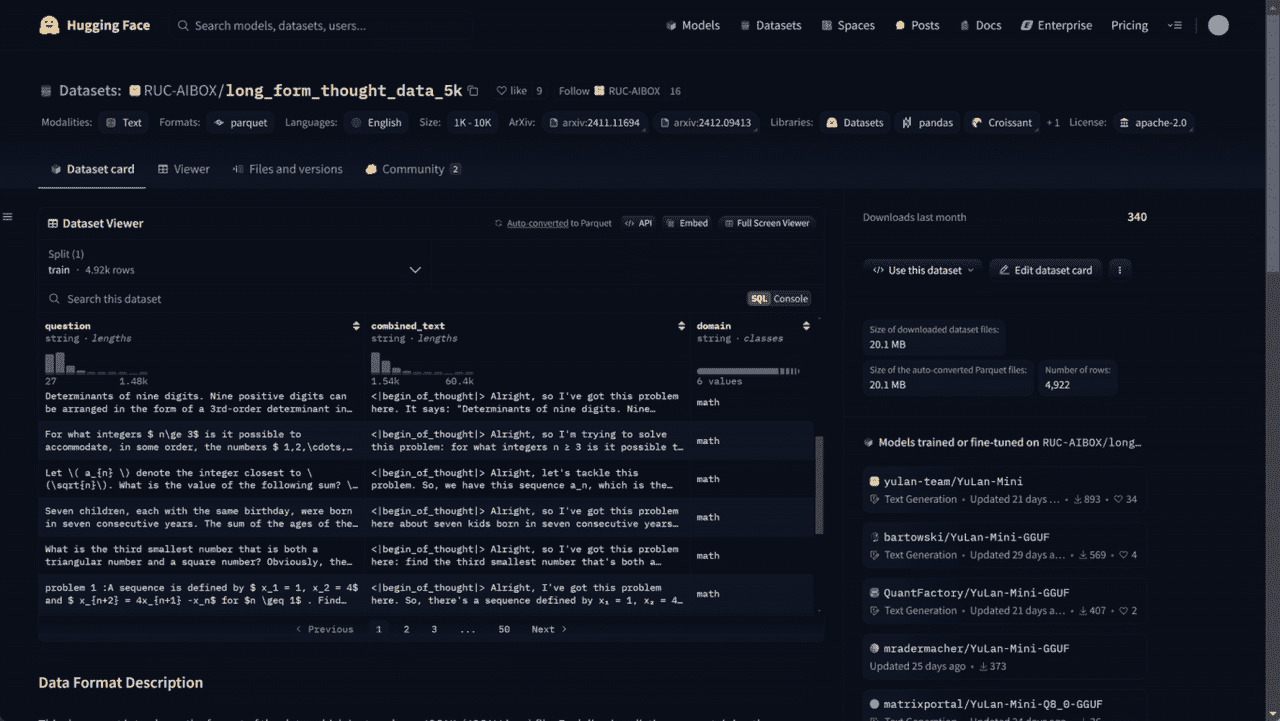 Hugging Face
Search models, datasets, users...
Models
Datasets
Spaces
Posts
Docs
Enterprise
Pricing
Datasets: RUC-AIBOX/long_form_thought_data_5k
like 9
Follow RUC-AIBOX 16
Modalities: Text
Formats: parquet
Languages: English
Size: 1K - 10K
ArXiv: arxiv:2411.11694 arxiv:2412.09413
Libraries: Datasets pandas Croissant + 1
License: apache-2.0
Dataset card
Viewer
Files and versions
Community 2
Dataset Viewer
Auto-converted to Parquet
API
Embed
Full Screen Viewer
Split (1)
train · 4.92k rows
Search this dataset
SQL Console
question
string · lengths
27 1.48k
combined_text
string · lengths
1.54k 60.4k
domain
string · classes
6 values
Determinants of nine digits. Nine positive digits can
be arranged in the form of a 3rd-order determinant in…
<|begin_of_thought|> Alright, so I've got this problem
here. It says: "Determinants of nine digits. Nine…
math
For what integers $ n\ge 3$ is it possible to
accommodate, in some order, the numbers $ 1,2,\cdots,…
<|begin_of_thought|> Alright, so I'm trying to solve
this problem: for what integers n ≥ 3 is it possible t…
math
Let \( a_{n} \) denote the integer closest to \
(\sqrt{n}\). What is the value of the following sum? \…
<|begin_of_thought|> Alright, let's tackle this
problem. So, we have this sequence a_n, which is the…
math
Seven children, each with the same birthday, were born
in seven consecutive years. The sum of the ages of the…
<|begin_of_thought|> Alright, so I've got this problem
here about seven kids born in seven consecutive years…
math
What is the third smallest number that is both a
triangular number and a square number? Obviously, the…
<|begin_of_thought|> Alright, so I've got this problem
here: find the third smallest number that's both a…
math
problem 1 :A sequence is defined by $ x_1 = 1, x_2 = 4$
and $ x_{n+2} = 4x_{n+1} -x_n$ for $n \geq 1$ . Find…
<|begin_of_thought|> Alright, I've got this problem
here. So, there's a sequence defined by x₁ = 1, x₂ = 4…
math
Previous 1 2 3 ... 50 Next
Data Format Description
Downloads last month
340
Use this dataset
Edit dataset card
Size of downloaded dataset files:
20.1 MB
Size of the auto-converted Parquet files:
20.1 MB
Number of rows:
4,922
Models trained or fine-tuned on RUC-AIBOX/long…
yulan-team/YuLan-Mini
Text Generation • Updated 21 days ... • 893 • 34
bartowski/YuLan-Mini-GGUF
Text Generation • Updated 29 days a... • 569 • 4
QuantFactory/YuLan-Mini-GGUF
Text Generation • Updated 21 days a... • 407 • 2
mradermacher/YuLan-Mini-GGUF
Updated 25 days ago • 373
matrixportal/YuLan-Mini-Q8_0-GGUF